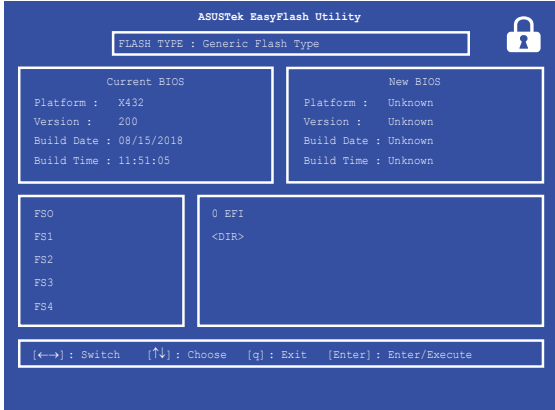 ASUSTek EasyFlash Utility
FLASH TYPE : Generic Flash Type
Current BIOS
Platform : X432
Version : 200
Build Date : 08/15/2018
Build Time : 11:51:05
New BIOS
Platform : Unknown
Version : Unknown
Build Date : Unknown
Build Time : Unknown
FSO
FS1
FS2
FS3
FS4
0 EFI
<DIR>
[←→] : Switch [↑↓] : Choose [q] : Exit [Enter] : Enter/Execute